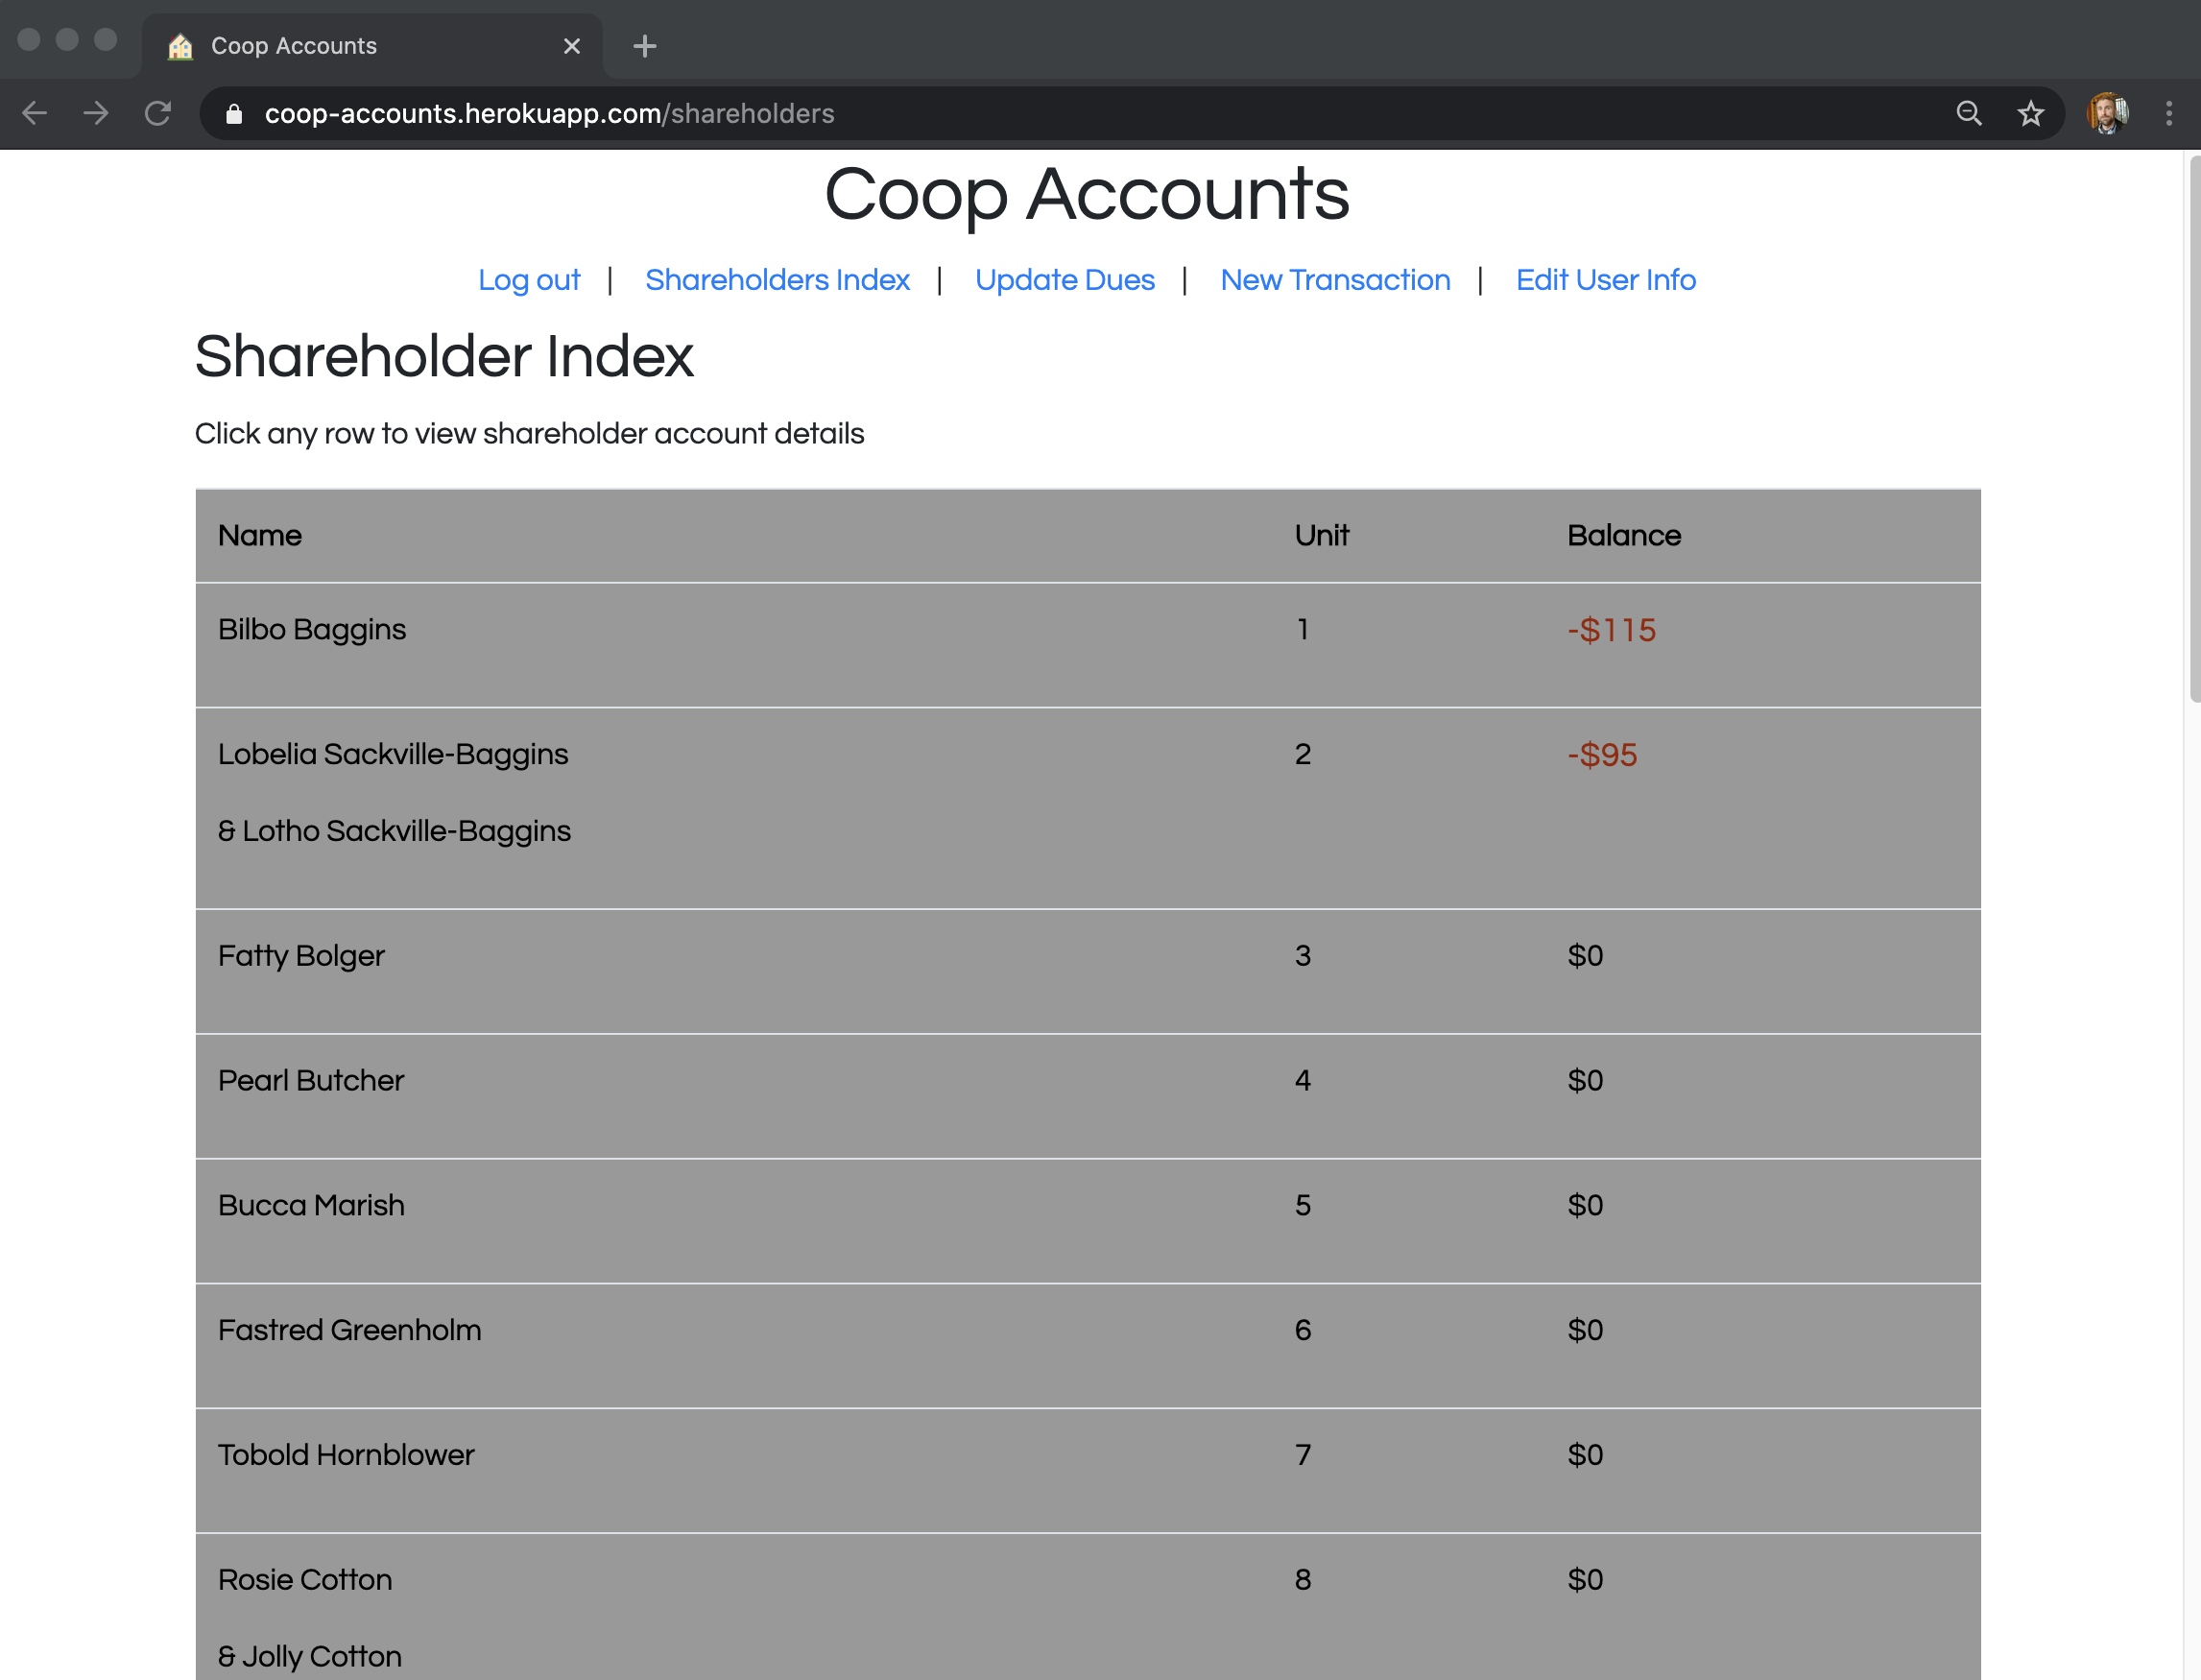 Coop Accounts
coop-accounts.herokuapp.com/shareholders
Coop Accounts
Log out | Shareholders Index | Update Dues | New Transaction | Edit User Info
Shareholder Index
Click any row to view shareholder account details
Name Unit Balance
Bilbo Baggins 1 -$115
Lobelia Sackville-Baggins 2 -$95
& Lotho Sackville-Baggins
Fatty Bolger 3 $0
Pearl Butcher 4 $0
Bucca Marish 5 $0
Fastred Greenholm 6 $0
Tobold Hornblower 7 $0
Rosie Cotton 8 $0
& Jolly Cotton